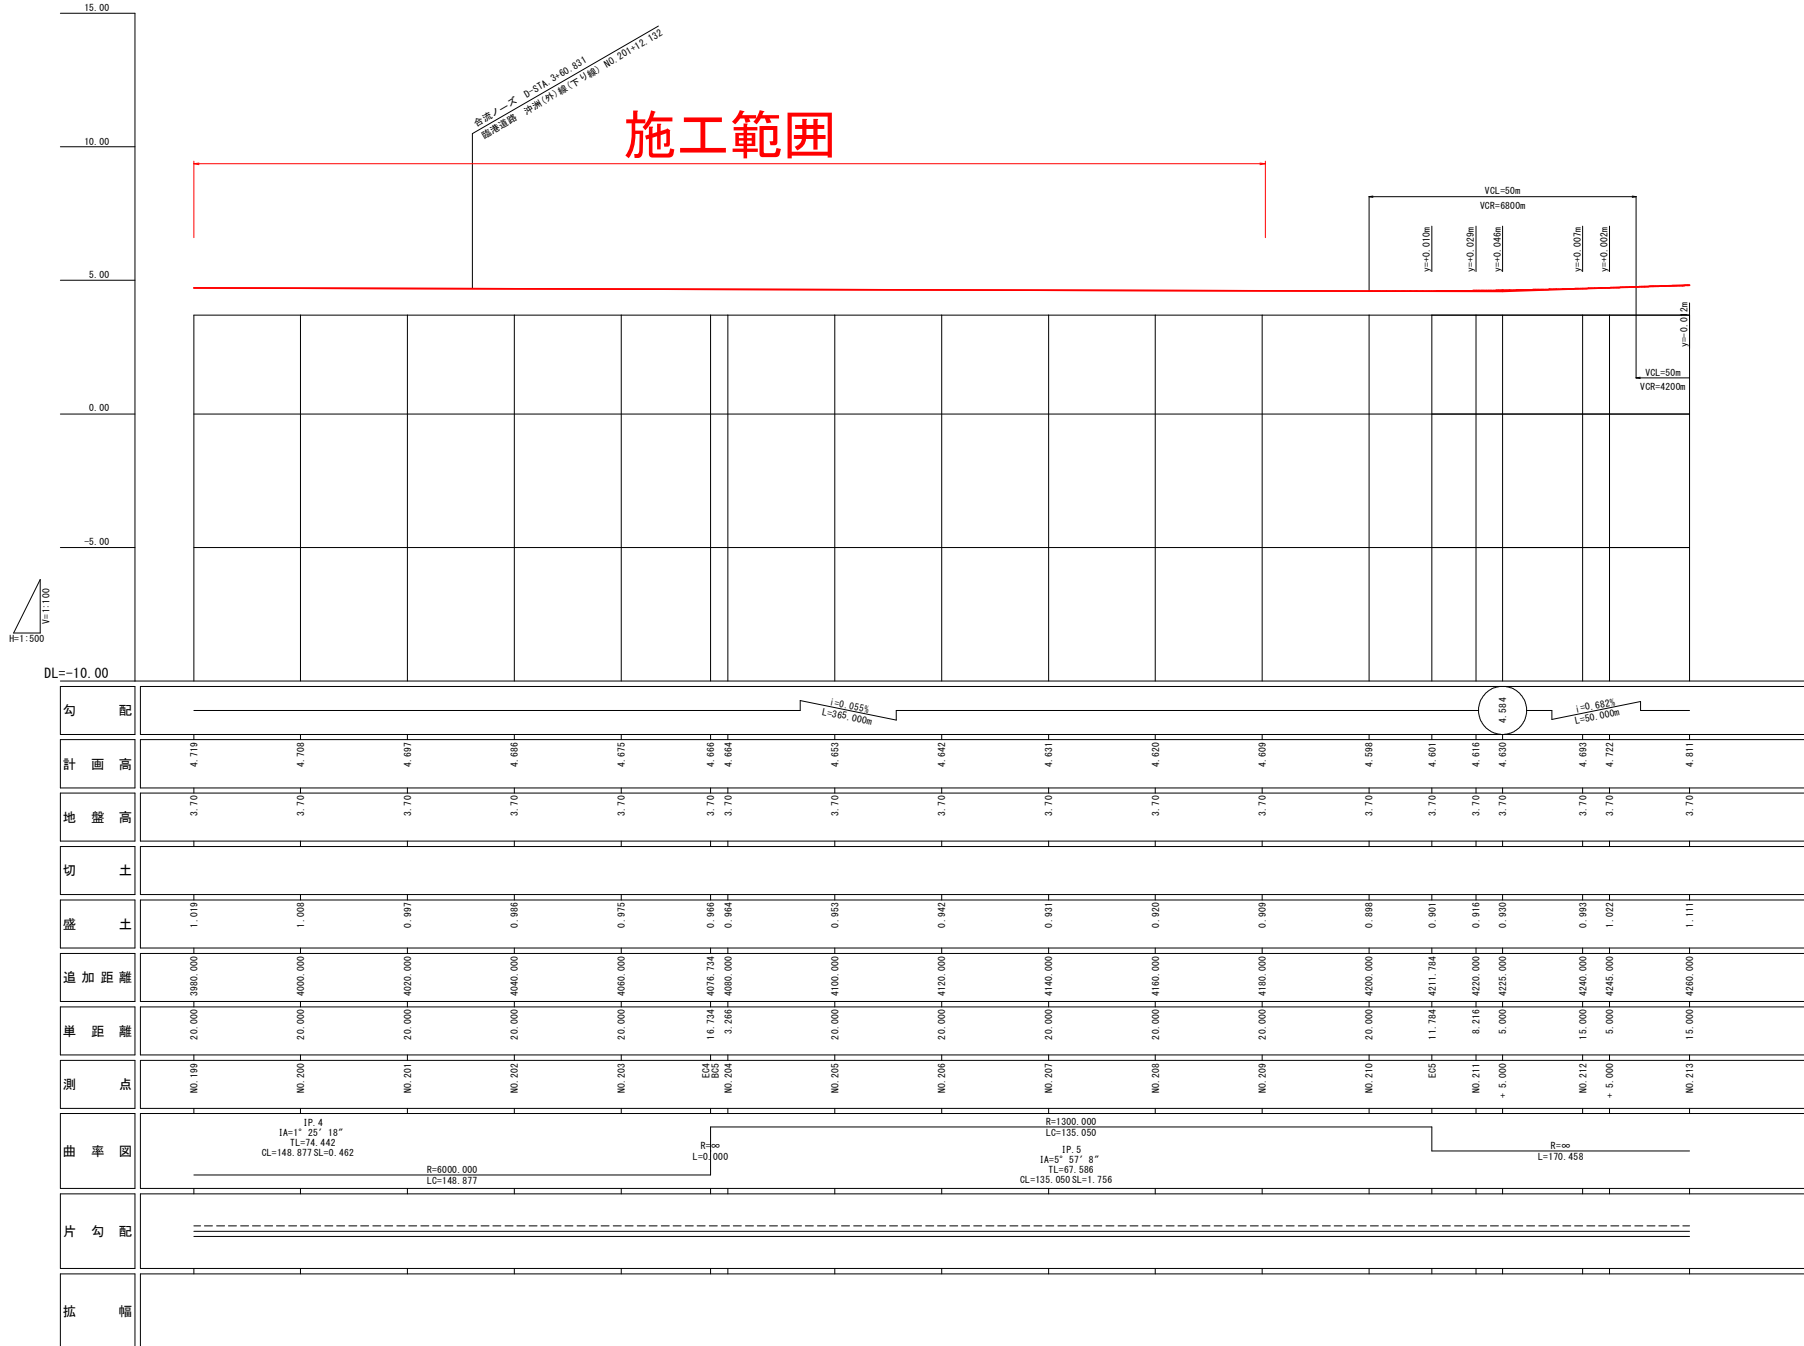 15.00
合流ノーズ D-STA.3+60.831
臨港道路 沖洲(外)線(下り線) NO.201+12.132
施工範囲
10.00
VCL=50m
VCR=6800m
y=+0.010m
y=+0.029m
y=+0.046m
y=+0.007m
y=+0.002m
5.00
y=-0.012m
VCL=50m
VCR=4200m
0.00
-5.00
V=1:100
H=1:500
DL=-10.00
勾配
i=0.055%
L=365.000m
4.584
i=0.682%
L=50.000m
計画高 4.719 4.708 4.697 4.686 4.675 4.666 4.664 4.653 4.642 4.631 4.620 4.609 4.598 4.601 4.616 4.630 4.693 4.722 4.811
地盤高 3.70 3.70 3.70 3.70 3.70 3.70 3.70 3.70 3.70 3.70 3.70 3.70 3.70 3.70 3.70 3.70 3.70 3.70 3.70
切土
盛土 1.019 1.008 0.997 0.986 0.975 0.966 0.964 0.953 0.942 0.931 0.920 0.909 0.898 0.901 0.916 0.930 0.993 1.022 1.111
追加距離 3980.000 4000.000 4020.000 4040.000 4060.000 4076.734 4080.000 4100.000 4120.000 4140.000 4160.000 4180.000 4200.000 4211.784 4220.000 4225.000 4240.000 4245.000 4260.000
単距離 20.000 20.000 20.000 20.000 20.000 16.734 3.266 20.000 20.000 20.000 20.000 20.000 20.000 11.784 8.216 5.000 15.000 5.000 15.000
測点 NO.199 NO.200 NO.201 NO.202 NO.203 EC4 BC5 NO.204 NO.205 NO.206 NO.207 NO.208 NO.209 NO.210 EC5 NO.211 + 5.000 NO.212 + 5.000 NO.213
曲率図
IP.4
IA=1° 25′ 18″
TL=74.442
CL=148.877 SL=0.462
R=6000.000
LC=148.877
R=∞
L=0.000
R=1300.000
LC=135.050
IP.5
IA=5° 57′ 8″
TL=67.586
CL=135.050 SL=1.756
R=∞
L=170.458
片勾配
拡幅